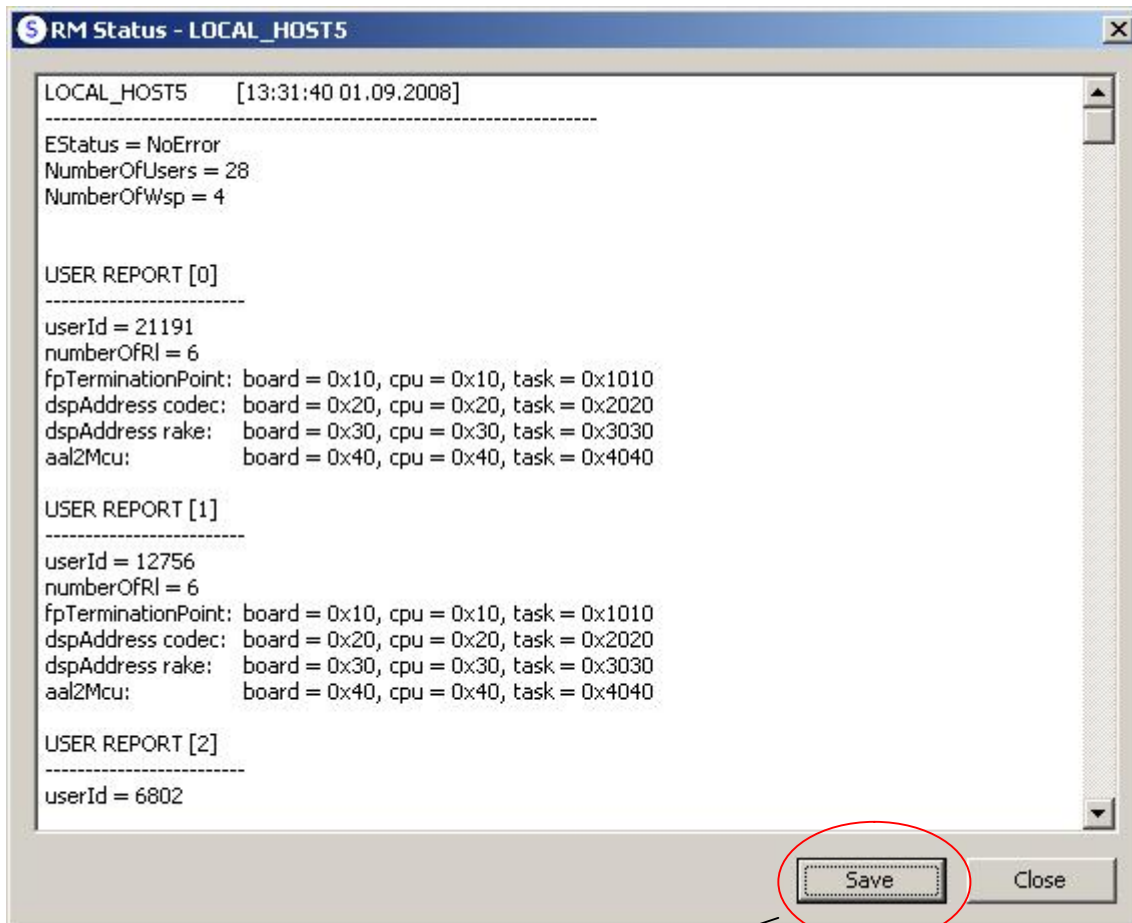 S RM Status - LOCAL_HOST5
LOCAL_HOST5 [13:31:40 01.09.2008]
---------------------------------------------------------------------
EStatus = NoError
NumberOfUsers = 28
NumberOfWsp = 4
USER REPORT [0]
-------------------------
userId = 21191
numberOfRl = 6
fpTerminationPoint: board = 0x10, cpu = 0x10, task = 0x1010
dspAddress codec: board = 0x20, cpu = 0x20, task = 0x2020
dspAddress rake: board = 0x30, cpu = 0x30, task = 0x3030
aal2Mcu: board = 0x40, cpu = 0x40, task = 0x4040
USER REPORT [1]
-------------------------
userId = 12756
numberOfRl = 6
fpTerminationPoint: board = 0x10, cpu = 0x10, task = 0x1010
dspAddress codec: board = 0x20, cpu = 0x20, task = 0x2020
dspAddress rake: board = 0x30, cpu = 0x30, task = 0x3030
aal2Mcu: board = 0x40, cpu = 0x40, task = 0x4040
USER REPORT [2]
-------------------------
userId = 6802
Save Close